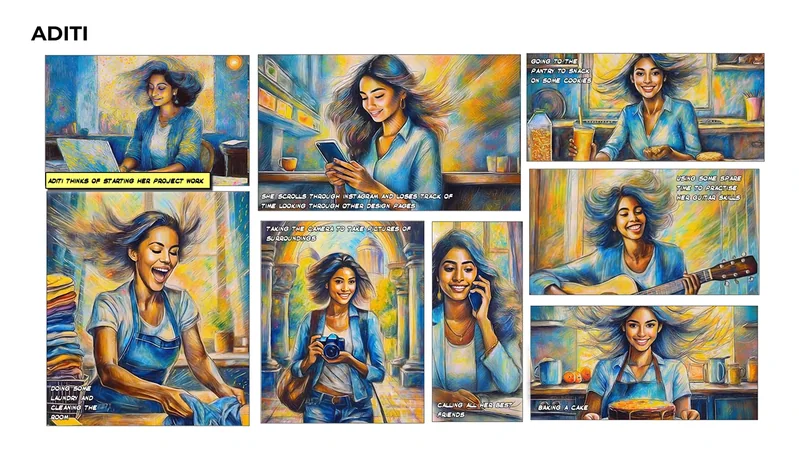 ADITI
ADITI THINKS OF STARTING HER PROJECT WORK
SHE SCROLLS THROUGH INSTAGRAM AND LOSES TRACK OF
TIME LOOKING THROUGH OTHER DESIGN PAGES
GOING TO THE
PANTRY TO SNACK
ON SOME COOKIES
USING SOME SPARE
TIME TO PRACTISE
HER GUITAR SKILLS
DOING SOME
LAUNDRY AND
CLEANING THE
ROOM.
TAKING THE CAMERA TO TAKE PICTURES OF
SURROUNDINGS
CALLING ALL HER BEST
FRIENDS
BAKING A CAKE